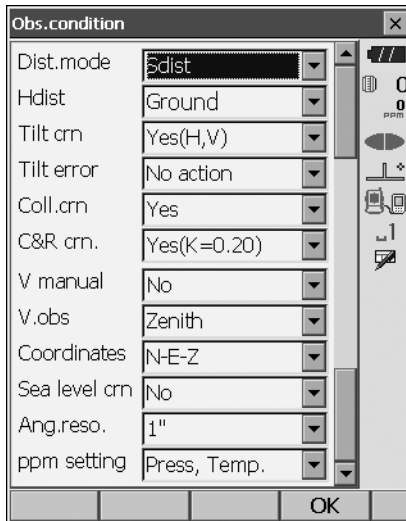 Obs.condition
Dist.mode Sdist
Hdist Ground
Tilt crn Yes(H,V)
Tilt error No action
Coll.crn Yes
C&R crn. Yes(K=0.20)
V manual No
V.obs Zenith
Coordinates N-E-Z
Sea level crn No
Ang.reso. 1"
ppm setting Press, Temp.
0
0
ppm
1
OK